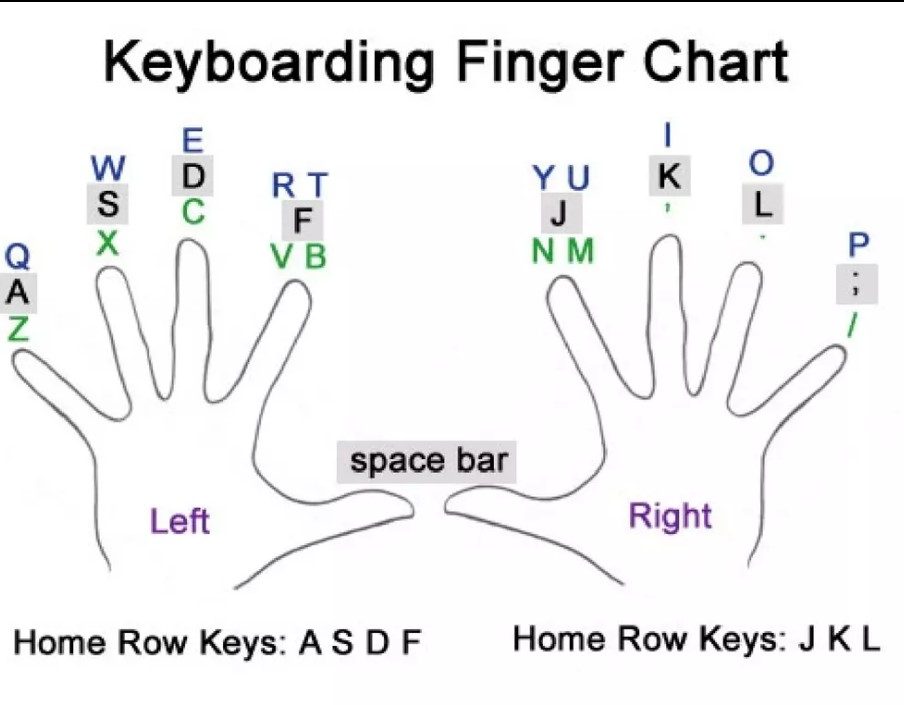 Keyboarding Finger Chart
Q
A
Z
W
S
X
E
D
C
R T
F
V B
Y U
J
N M
I
K
,
O
L
.
P
;
/
space bar
Left
Right
Home Row Keys: A S D F
Home Row Keys: J K L